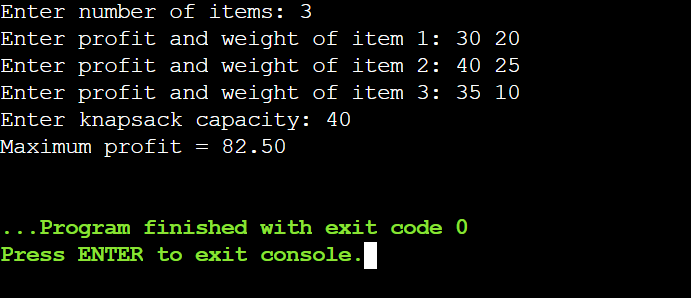 Enter number of items: 3
Enter profit and weight of item 1: 30 20
Enter profit and weight of item 2: 40 25
Enter profit and weight of item 3: 35 10
Enter knapsack capacity: 40
Maximum profit = 82.50
...Program finished with exit code 0
Press ENTER to exit console.